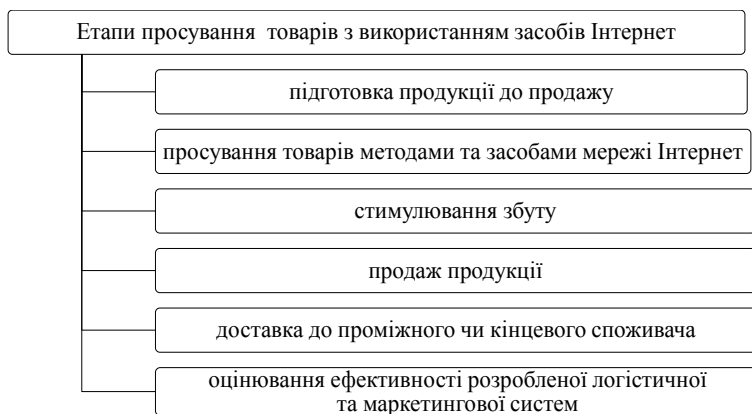 Етапи просування товарів з використанням засобів Інтернет
підготовка продукції до продажу
просування товарів методами та засобами мережі Інтернет
стимулювання збуту
продаж продукції
доставка до проміжного чи кінцевого споживача
оцінювання ефективності розробленої логістичної
та маркетингової систем